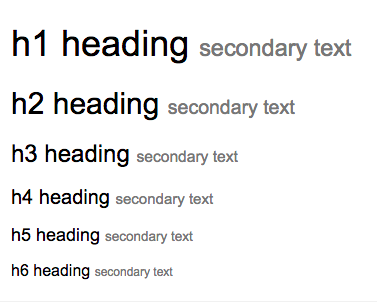 h1 heading secondary text
h2 heading secondary text
h3 heading secondary text
h4 heading secondary text
h5 heading secondary text
h6 heading secondary text